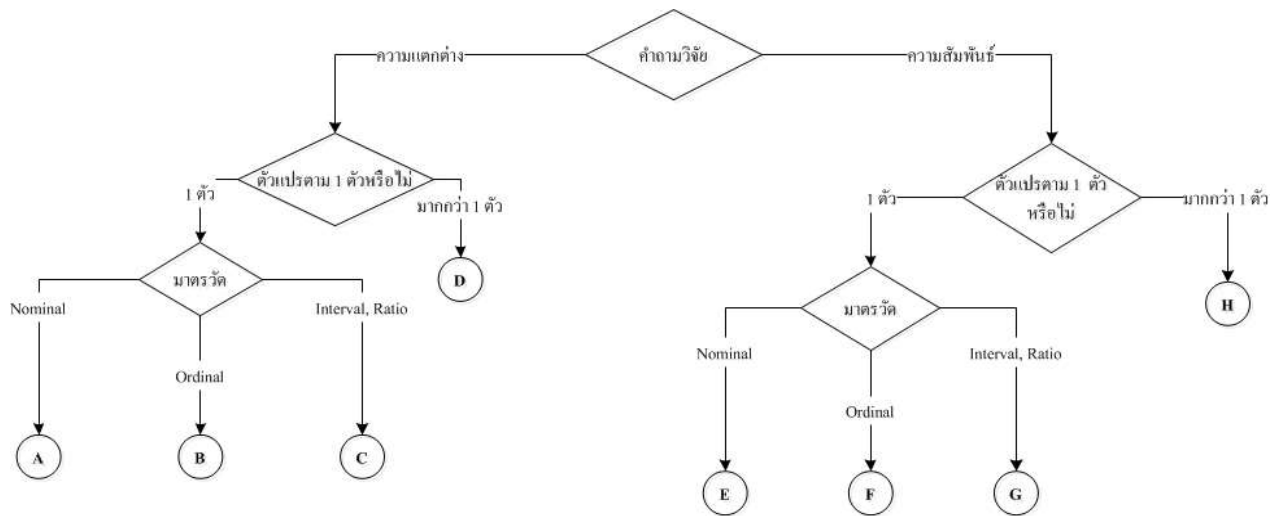 คำถามวิจัย
ความแตกต่าง
ความสัมพันธ์
ตัวแปรตาม 1 ตัวหรือไม่
1 ตัว
มากกว่า 1 ตัว
มาตรวัด
D
Nominal
Ordinal
Interval, Ratio
A
B
C
ตัวแปรตาม 1 ตัว
หรือไม่
1 ตัว
มากกว่า 1 ตัว
มาตรวัด
H
Nominal
Ordinal
Interval, Ratio
E
F
G